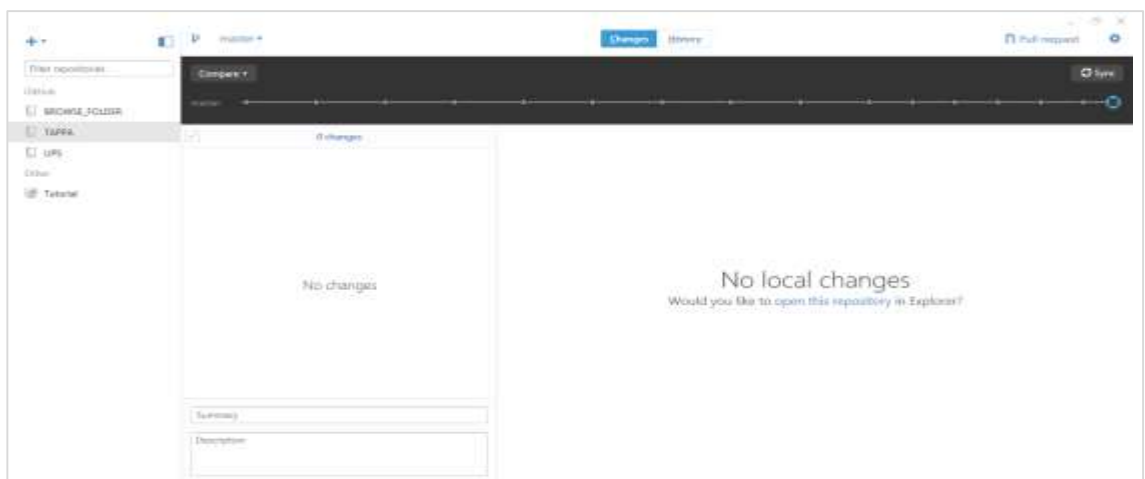 master
Changes
History
Pull request
Filter repositories
GitHub
BROWSE_FOLDER
TAPPA
UPS
Other
Tutorial
Compare
Sync
master
0 changes
No changes
No local changes
Would you like to open this repository in Explorer?
Summary
Description